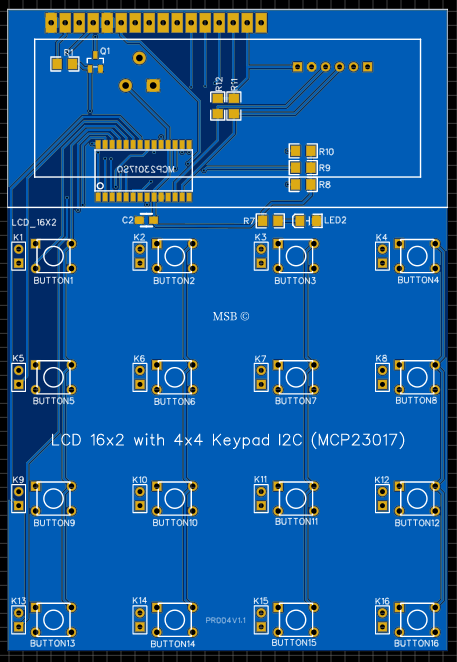 R1 Q1
R12 R11
MCP23017SO
R10
R9
R8
C2 R7 LED2
LCD_16X2
K1 K2 K3 K4
BUTTON1 BUTTON2 BUTTON3 BUTTON4
MSB ©
K5 K6 K7 K8
BUTTON5 BUTTON6 BUTTON7 BUTTON8
LCD 16x2 with 4x4 Keypad I2C (MCP23017)
K9 K10 K11 K12
BUTTON9 BUTTON10 BUTTON11 BUTTON12
K13 K14 K15 K16
PROD4V1.1
BUTTON13 BUTTON14 BUTTON15 BUTTON16